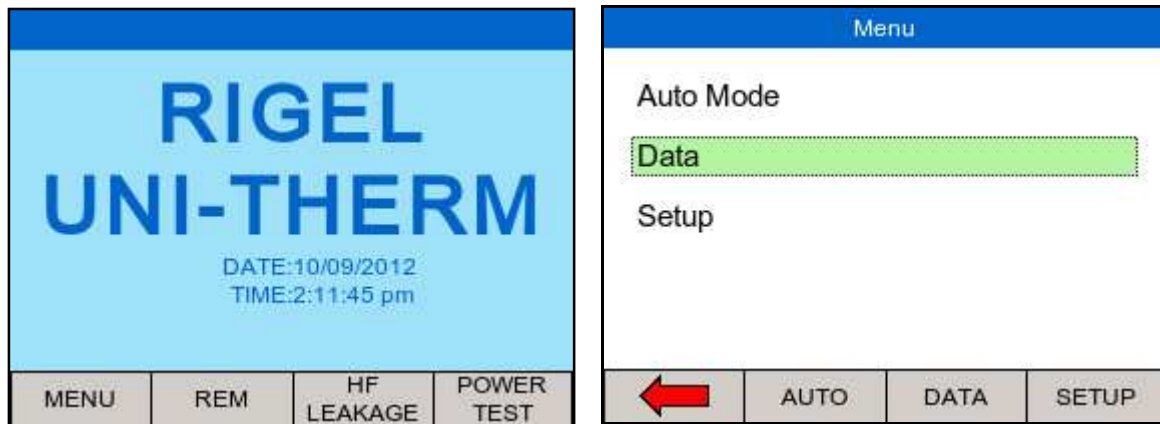 RIGEL
UNI-THERM
DATE:10/09/2012
TIME:2:11:45 pm
MENU
REM
HF
LEAKAGE
POWER
TEST
Menu
Auto Mode
Data
Setup
AUTO
DATA
SETUP